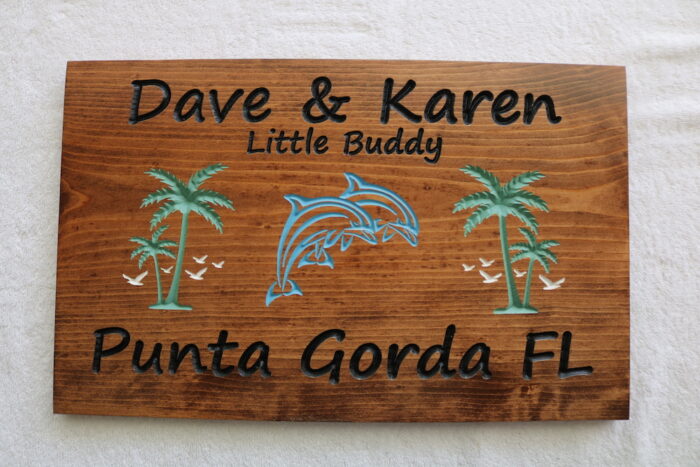 Dave & Karen
Little Buddy
Punta Gorda FL